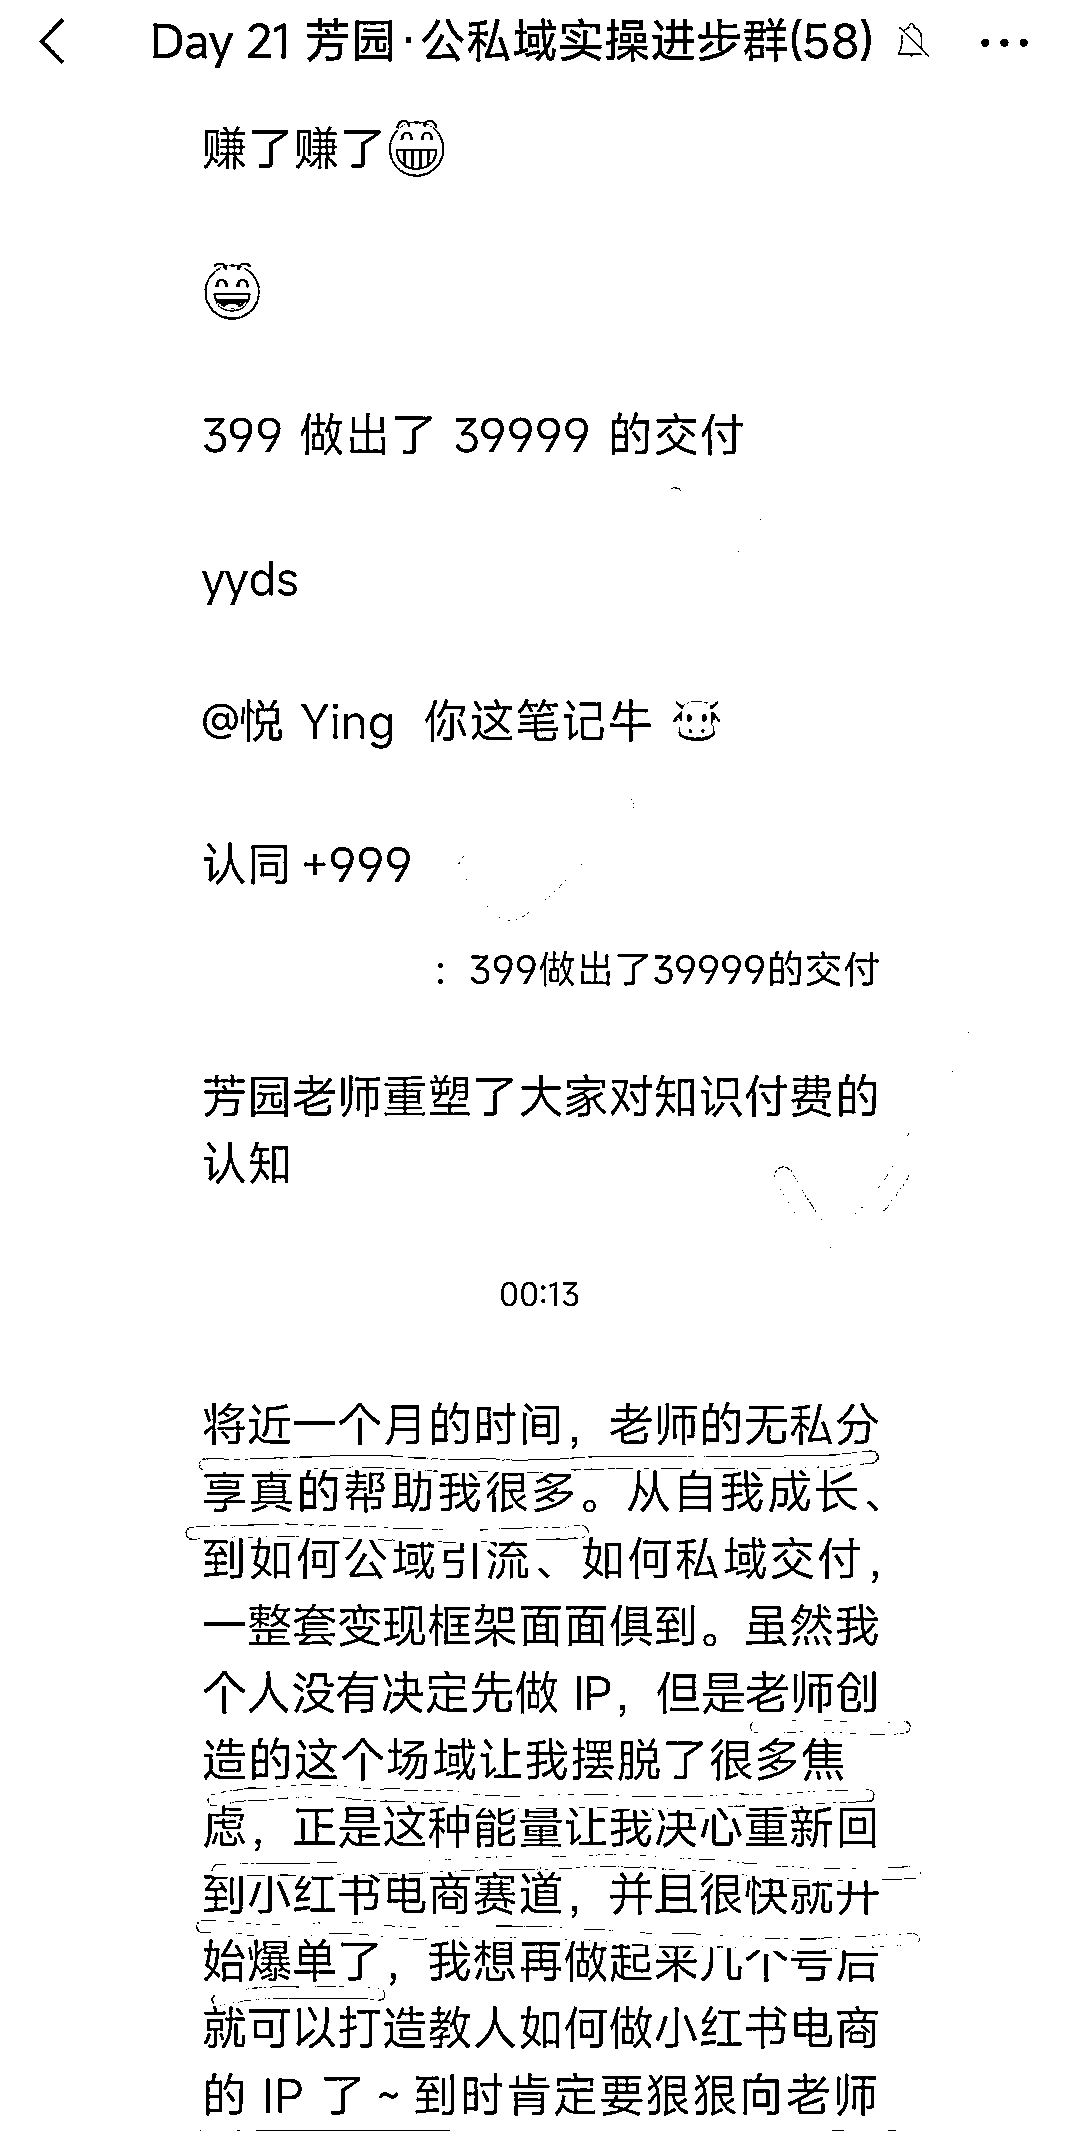 Day 21 芳园·公私域实操进步群(58)
赚了赚了😁
😄
399 做出了 39999 的交付
yyds
@悦 Ying 你这笔记牛 🐮
认同 +999
：399做出了39999的交付
芳园老师重塑了大家对知识付费的
认知
00:13
将近一个月的时间，老师的无私分
享真的帮助我很多。从自我成长、
到如何公域引流、如何私域交付，
一整套变现框架面面俱到。虽然我
个人没有决定先做 IP，但是老师创
造的这个场域让我摆脱了很多焦
虑，正是这种能量让我决心重新回
到小红书电商赛道，并且很快就开
始爆单了，我想再做起来几个号后
就可以打造教人如何做小红书电商
的 IP 了 ~ 到时肯定要狠狠向老师